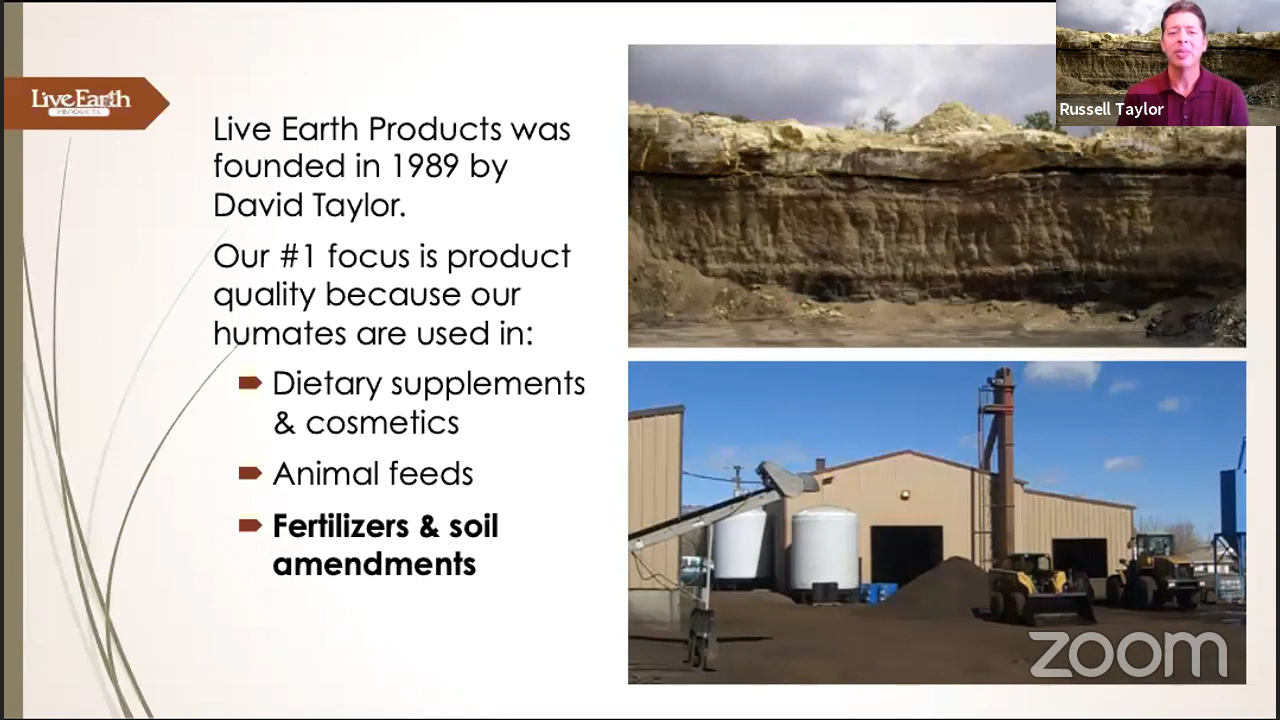 Live Earth
PRODUCTS
Live Earth Products was
founded in 1989 by
David Taylor.
Our #1 focus is product
quality because our
humates are used in:
Dietary supplements
& cosmetics
Animal feeds
Fertilizers & soil
amendments
Russell Taylor
zoom